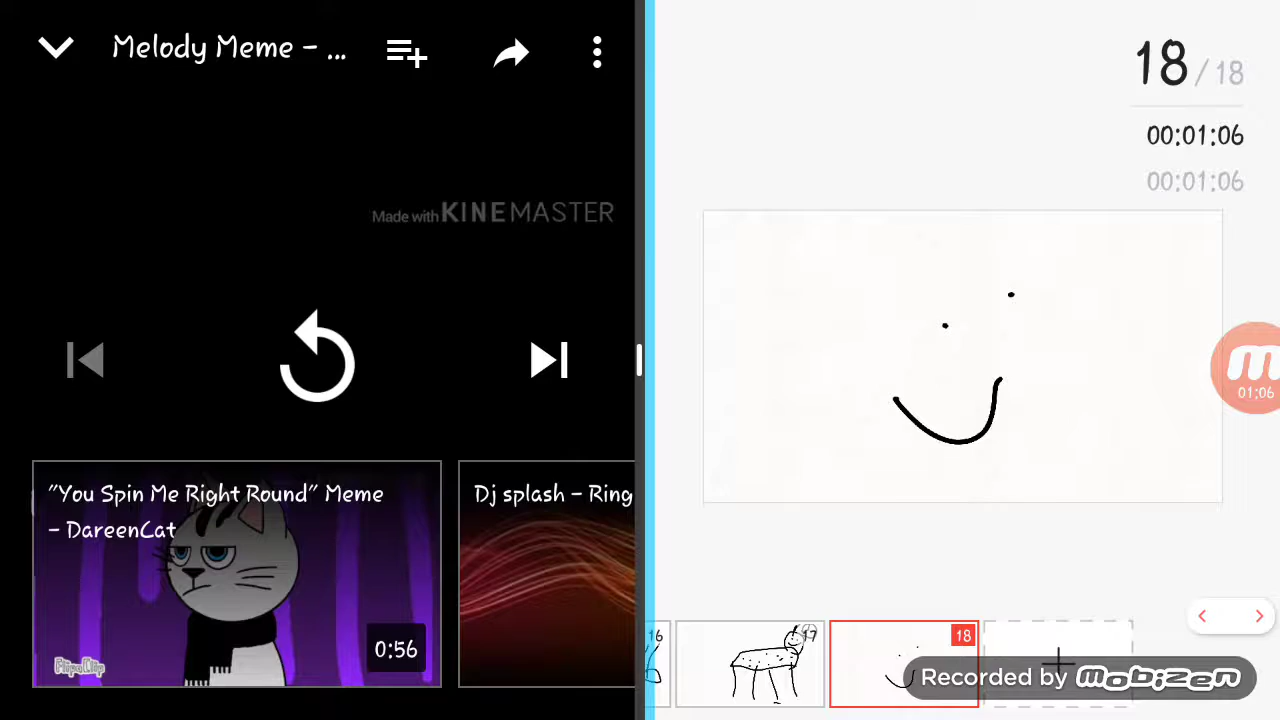 Melody Meme - ...
Made with KINEMASTER
"You Spin Me Right Round" Meme
- DareenCat
0:56
FlipaClip
Dj splash - Ring
18 / 18
00:01:06
00:01:06
01:06
16
17
18
Recorded by mobizen